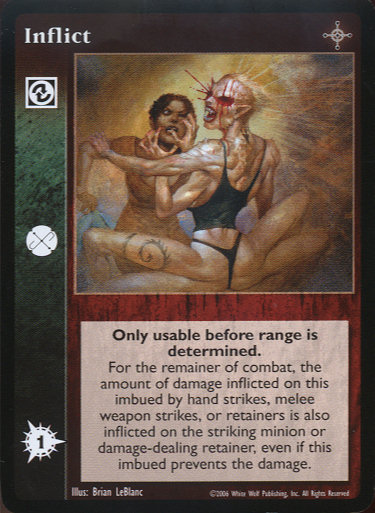 Inflict
Only usable before range is
determined.
For the remainer of combat, the
amount of damage inflicted on this
imbued by hand strikes, melee
weapon strikes, or retainers is also
inflicted on the striking minion or
damage-dealing retainer, even if this
imbued prevents the damage.
1
Illus: Brian LeBlanc
©2006 White Wolf Publishing, Inc. All Rights Reserved